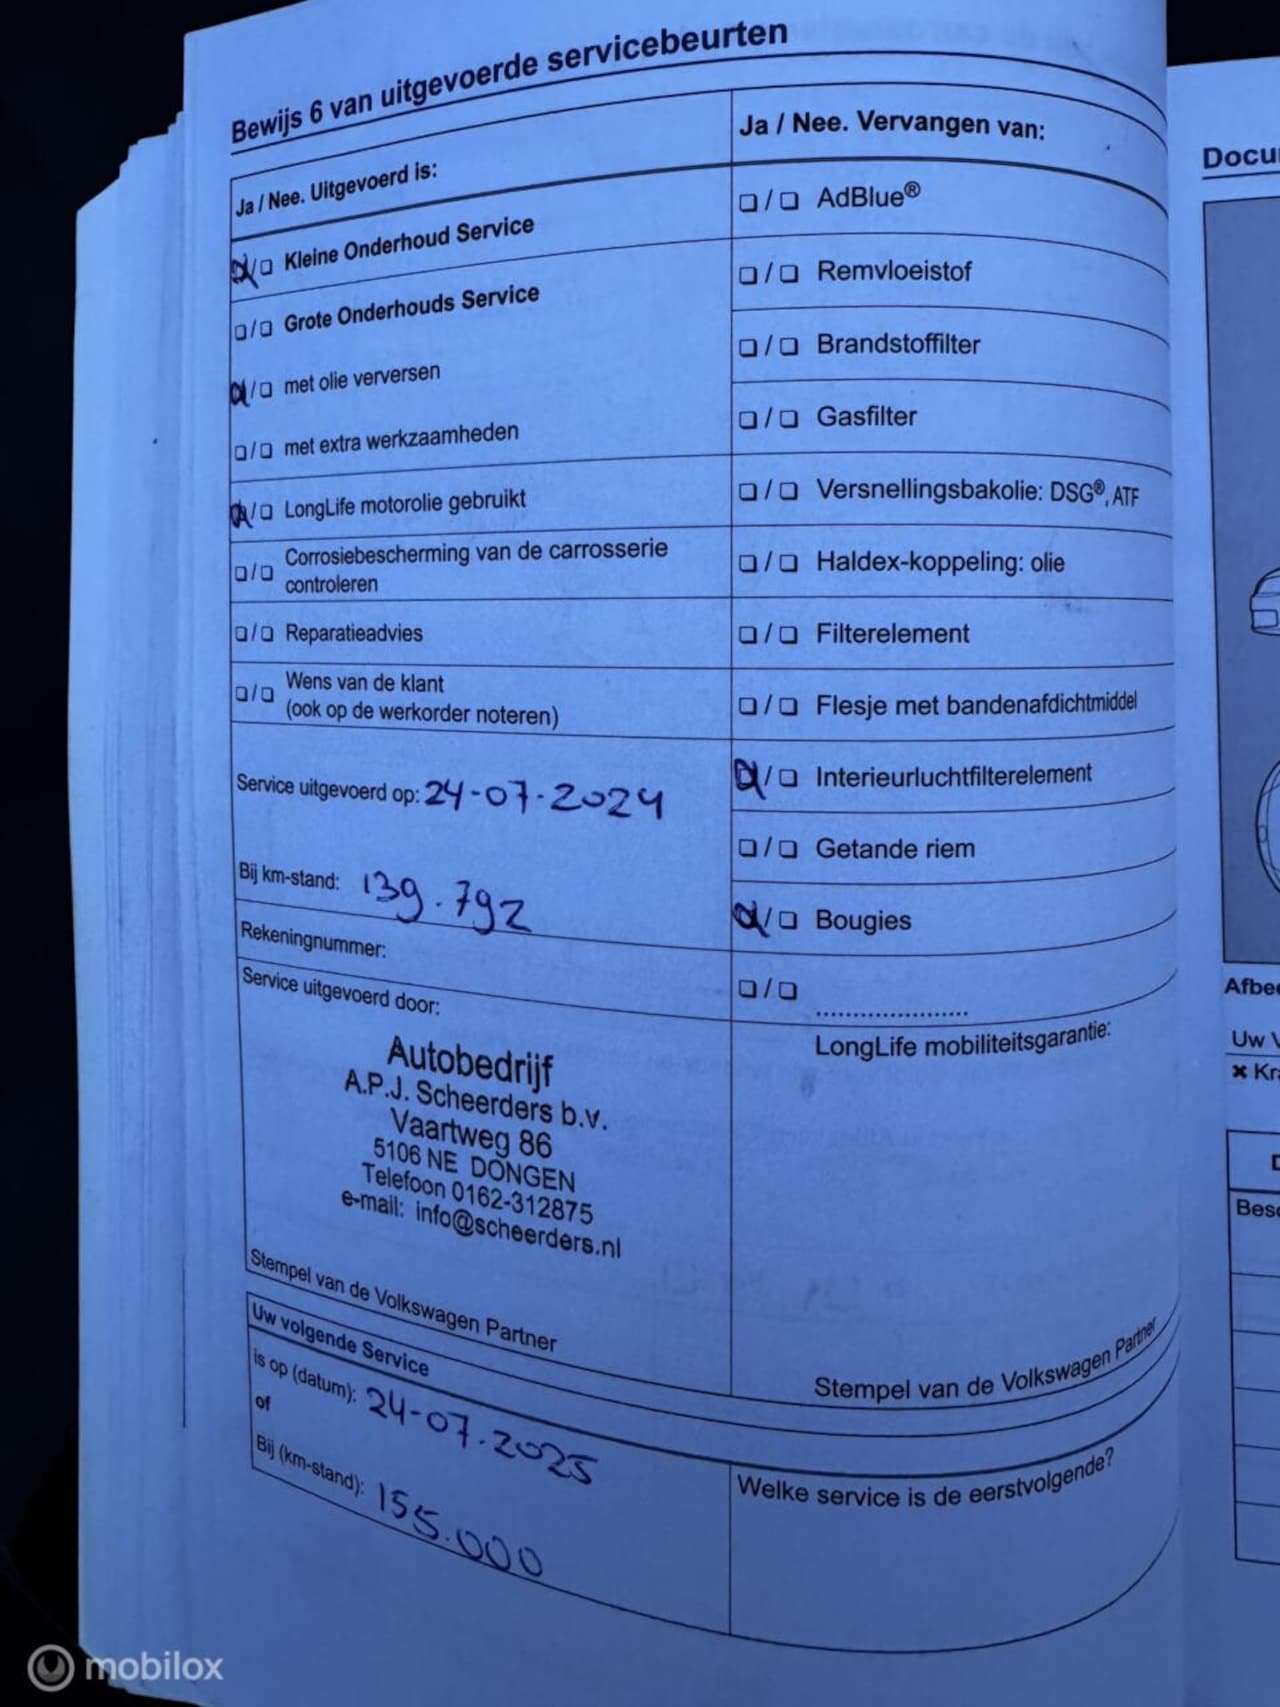 Bewijs 6 van uitgevoerde servicebeurten
Ja / Nee. Uitgevoerd is:
☒/❏ Kleine Onderhoud Service
❏/❏ Grote Onderhouds Service
☒/❏ met olie verversen
❏/❏ met extra werkzaamheden
☒/❏ LongLife motorolie gebruikt
❏/❏ Corrosiebescherming van de carrosserie
controleren
❏/❏ Reparatieadvies
❏/❏ Wens van de klant
(ook op de werkorder noteren)
Service uitgevoerd op: 24-07-2024
Bij km-stand: 139.792
Rekeningnummer:
Service uitgevoerd door:
Autobedrijf
A.P.J. Scheerders b.v.
Vaartweg 86
5106 NE DONGEN
Telefoon 0162-312875
e-mail: info@scheerders.nl
Stempel van de Volkswagen Partner
Ja / Nee. Vervangen van:
❏/❏ AdBlue®
❏/❏ Remvloeistof
❏/❏ Brandstoffilter
❏/❏ Gasfilter
❏/❏ Versnellingsbakolie: DSG®, ATF
❏/❏ Haldex-koppeling: olie
❏/❏ Filterelement
❏/❏ Flesje met bandenafdichtmiddel
☒/❏ Interieurluchtfilterelement
❏/❏ Getande riem
☒/❏ Bougies
❏/❏ .....................
LongLife mobiliteitsgarantie:
Stempel van de Volkswagen Partner
Uw volgende Service
is op (datum): 24-07-2025
of
Bij (km-stand): 155.000
Welke service is de eerstvolgende?
Docu
Afbee
Uw V
✖ Kra
Besc
mobilox